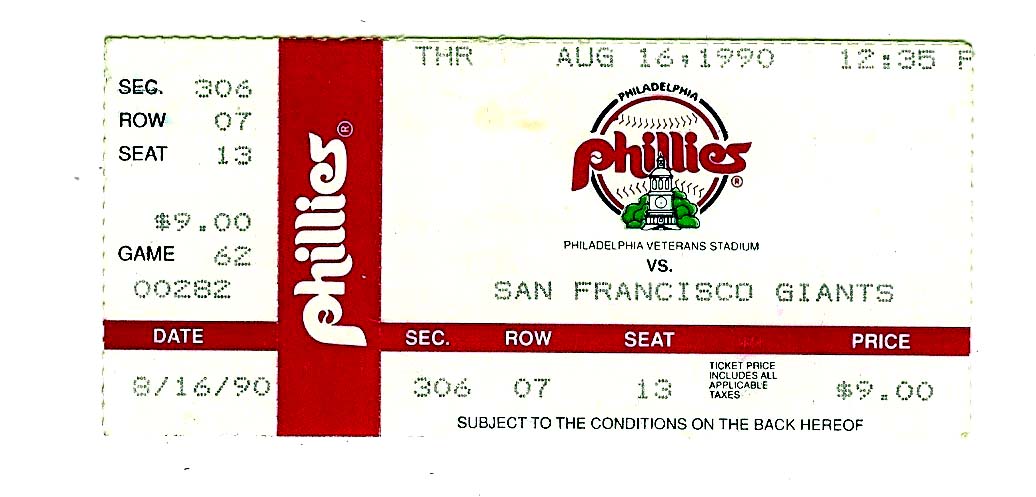 SEC. 306
ROW 07
SEAT 13
$9.00
GAME 62
00282
DATE
8/16/90
phillies®
THR AUG 16,1990 12:35 P
PHILADELPHIA
phillies®
PHILADELPHIA VETERANS STADIUM
VS.
SAN FRANCISCO GIANTS
SEC. ROW SEAT PRICE
306 07 13 $9.00
TICKET PRICE
INCLUDES ALL
APPLICABLE
TAXES
SUBJECT TO THE CONDITIONS ON THE BACK HEREOF